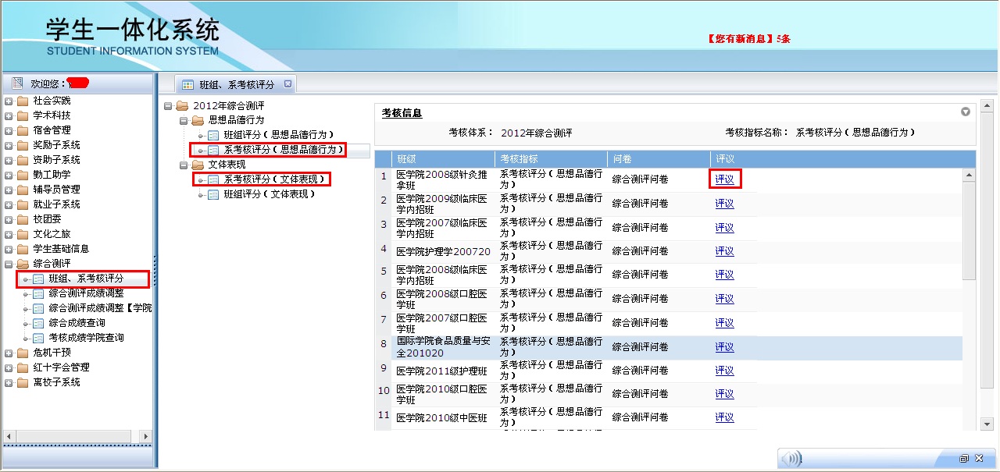 学生一体化系统
STUDENT INFORMATION SYSTEM
【您有新消息】5条
欢迎您：
社会实践
学术科技
宿舍管理
奖励子系统
资助子系统
勤工助学
辅导员管理
就业子系统
校团委
文化之旅
学生基础信息
综合测评
班组、系考核评分
综合测评成绩调整
综合测评成绩调整【学院
综合成绩查询
考核成绩学院查询
危机干预
红十字会管理
离校子系统
班组、系考核评分
2012年综合测评
思想品德行为
班组评分（思想品德行为）
系考核评分（思想品德行为）
文体表现
系考核评分（文体表现）
班组评分（文体表现）
考核信息
考核体系： 2012年综合测评 考核指标名称： 系考核评分（思想品德行为）
班级 考核指标 问卷 评议
1 医学院2008级针灸推拿班 系考核评分（思想品德行为） 综合测评问卷 评议
2 医学院2009级临床医学内招班 系考核评分（思想品德行为） 综合测评问卷 评议
3 医学院2007级临床医学内招班 系考核评分（思想品德行为） 综合测评问卷 评议
4 医学院护理学200720 系考核评分（思想品德行为） 综合测评问卷 评议
5 医学院2008级临床医学内招班 系考核评分（思想品德行为） 综合测评问卷 评议
6 医学院2008级口腔医学班 系考核评分（思想品德行为） 综合测评问卷 评议
7 医学院2007级口腔医学班 系考核评分（思想品德行为） 综合测评问卷 评议
8 国际学院食品质量与安全201020 系考核评分（思想品德行为） 综合测评问卷 评议
9 医学院2011级护理班 系考核评分（思想品德行为） 综合测评问卷 评议
10 医学院2010级口腔医学班 系考核评分（思想品德行为） 综合测评问卷 评议
11 医学院2010级中医班 系考核评分（思想品德行为） 综合测评问卷 评议